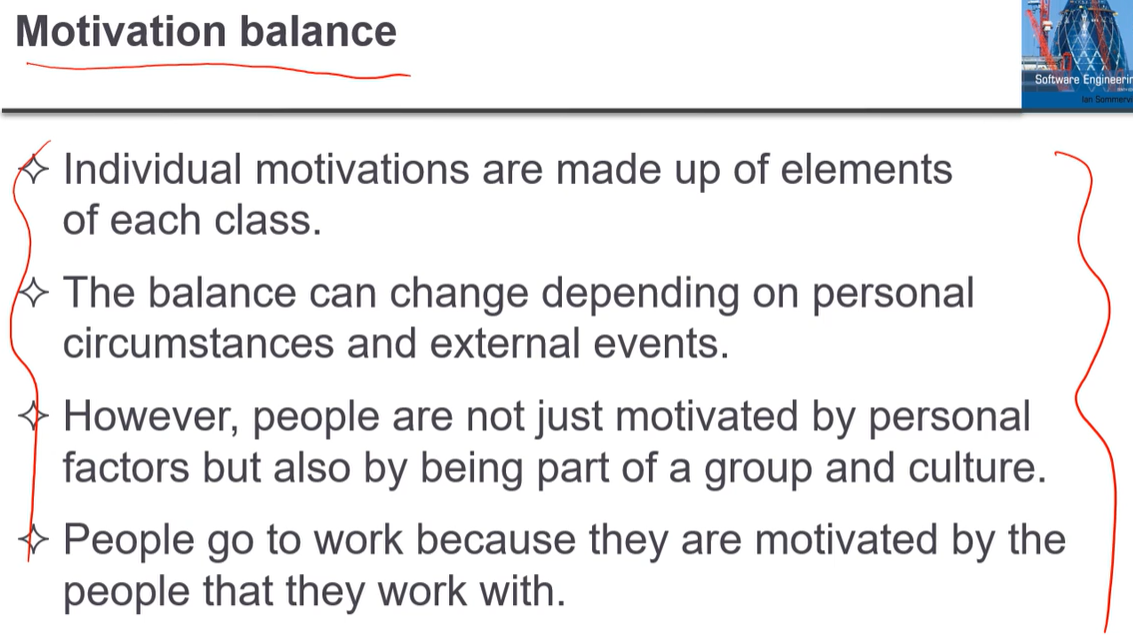 Motivation balance
Software Engineerin
Ian Sommervi
✧ Individual motivations are made up of elements
of each class.
✧ The balance can change depending on personal
circumstances and external events.
✧ However, people are not just motivated by personal
factors but also by being part of a group and culture.
✧ People go to work because they are motivated by the
people that they work with.